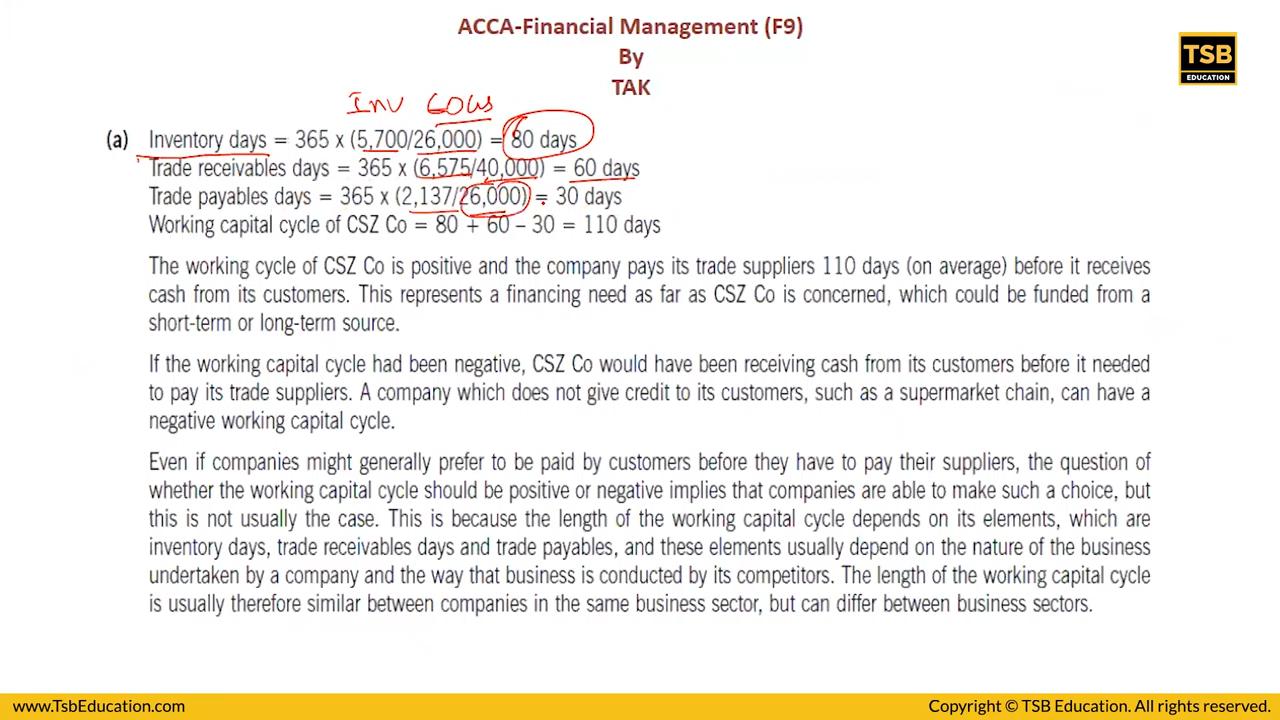 ACCA-Financial Management (F9)
By
TAK
TSB
EDUCATION
Inv COGS
(a) Inventory days = 365 x (5,700/26,000) = 80 days
Trade receivables days = 365 x (6,575/40,000) = 60 days
Trade payables days = 365 x (2,137/26,000) = 30 days
Working capital cycle of CSZ Co = 80 + 60 – 30 = 110 days
The working cycle of CSZ Co is positive and the company pays its trade suppliers 110 days (on average) before it receives
cash from its customers. This represents a financing need as far as CSZ Co is concerned, which could be funded from a
short-term or long-term source.
If the working capital cycle had been negative, CSZ Co would have been receiving cash from its customers before it needed
to pay its trade suppliers. A company which does not give credit to its customers, such as a supermarket chain, can have a
negative working capital cycle.
Even if companies might generally prefer to be paid by customers before they have to pay their suppliers, the question of
whether the working capital cycle should be positive or negative implies that companies are able to make such a choice, but
this is not usually the case. This is because the length of the working capital cycle depends on its elements, which are
inventory days, trade receivables days and trade payables, and these elements usually depend on the nature of the business
undertaken by a company and the way that business is conducted by its competitors. The length of the working capital cycle
is usually therefore similar between companies in the same business sector, but can differ between business sectors.
www.TsbEducation.com
Copyright © TSB Education. All rights reserved.